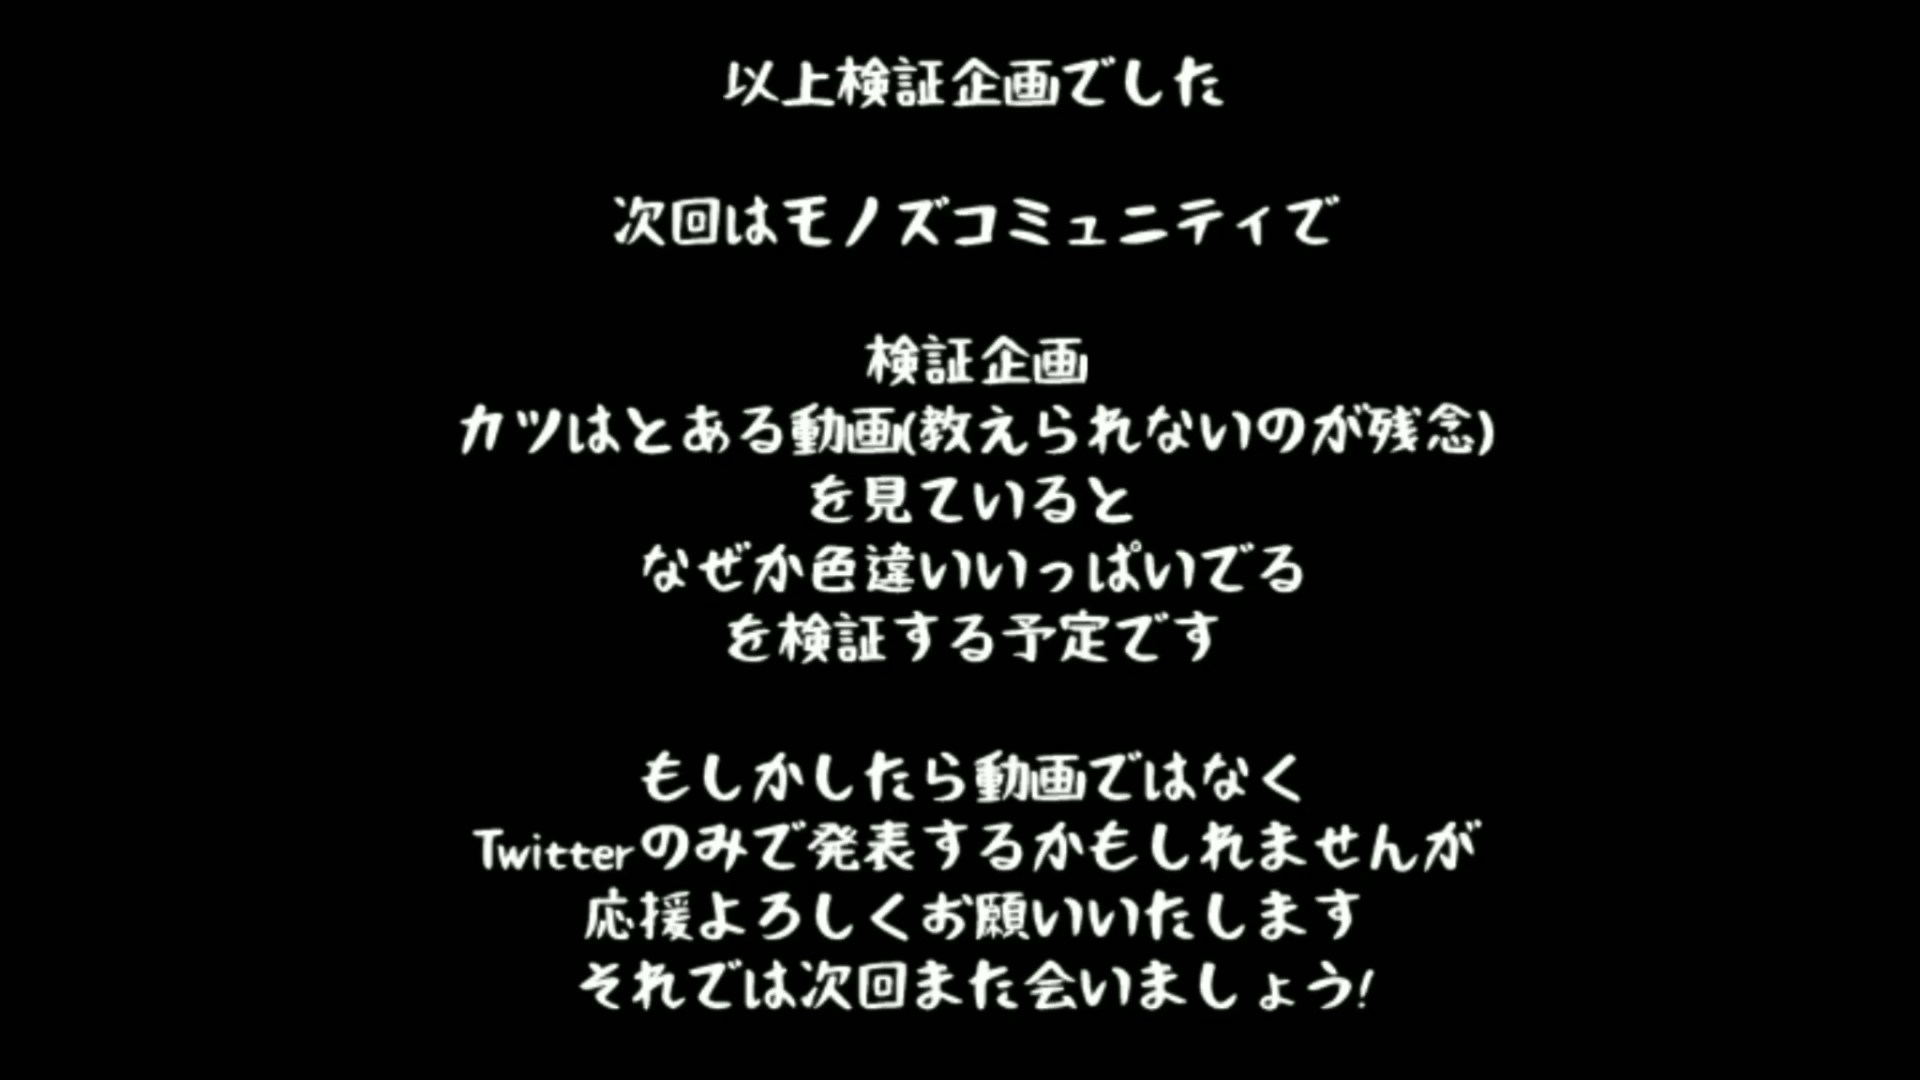 以上検証企画でした
次回はモノズコミュニティで
検証企画
カツはとある動画(教えられないのが残念)
を見ていると
なぜか色違いいっぱいでる
を検証する予定です
もしかしたら動画ではなく
Twitterのみで発表するかもしれませんが
応援よろしくお願いいたします
それでは次回また会いましょう!